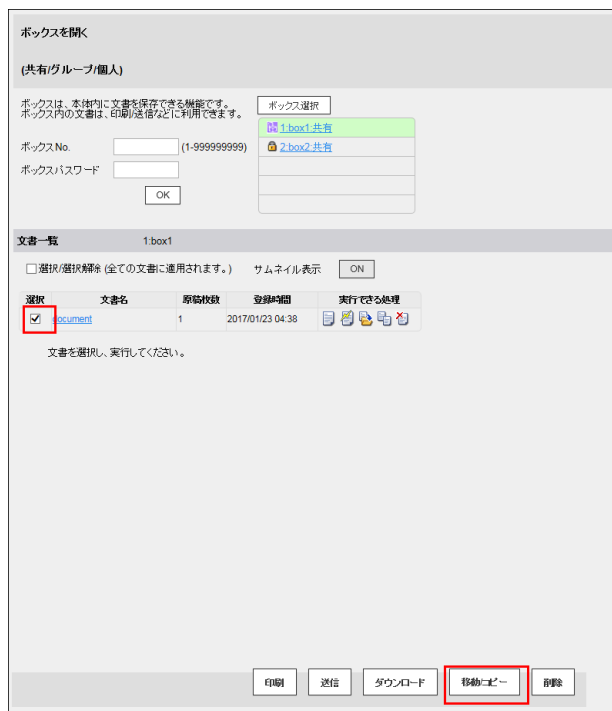 ボックスを開く
(共有/グループ/個人)
ボックスは、本体内に文書を保存できる機能です。
ボックス内の文書は、印刷/送信などに利用できます。
ボックス選択
1:box1:共有
2:box2:共有
ボックスNo.
(1-999999999)
ボックスパスワード
OK
文書一覧 1:box1
選択/選択解除 (全ての文書に適用されます。) サムネイル表示 ON
選択 文書名 原稿枚数 登録時間 実行できる処理
document 1 2017/01/23 04:38
文書を選択し、実行してください。
印刷 送信 ダウンロード 移動/コピー 削除